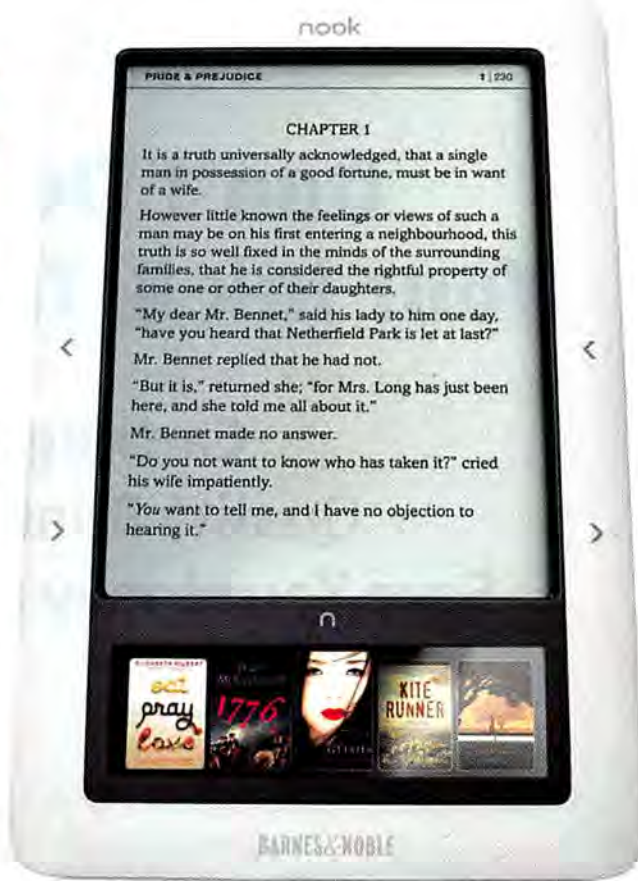 nook
PRIDE & PREJUDICE 1 | 230
CHAPTER 1
It is a truth universally acknowledged, that a single
man in possession of a good fortune, must be in want
of a wife.
However little known the feelings or views of such a
man may be on his first entering a neighbourhood, this
truth is so well fixed in the minds of the surrounding
families, that he is considered the rightful property of
some one or other of their daughters.
"My dear Mr. Bennet," said his lady to him one day,
"have you heard that Netherfield Park is let at last?"
Mr. Bennet replied that he had not.
"But it is," returned she; "for Mrs. Long has just been
here, and she told me all about it."
Mr. Bennet made no answer.
"Do you not want to know who has taken it?" cried
his wife impatiently.
"You want to tell me, and I have no objection to
hearing it."
n
ELIZABETH GILBERT
eat
pray
love
1776
GEISHA
KITE
RUNNER
BARNES & NOBLE